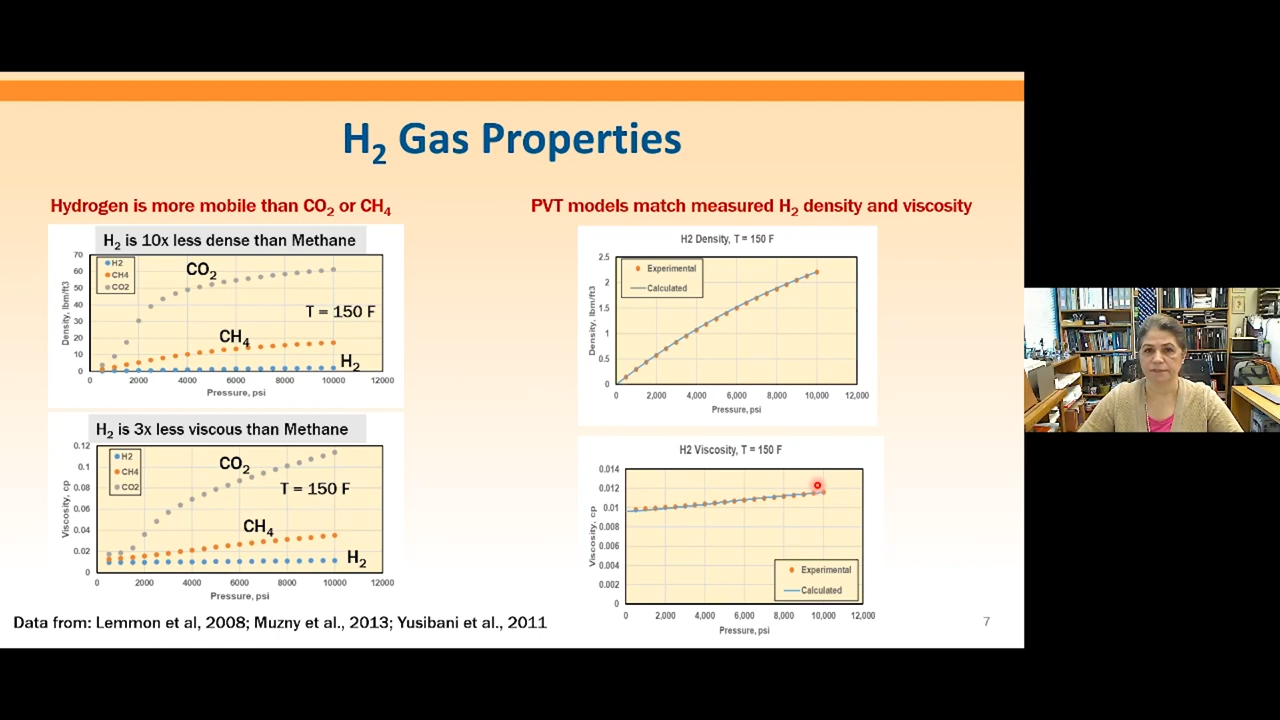 H₂ Gas Properties
Hydrogen is more mobile than CO₂ or CH₄
H₂ is 10x less dense than Methane
70
60
50
40
30
20
10
0
Density, lbm/ft3
H2
CH4
CO2
CO₂
T = 150 F
CH₄
H₂
0 2000 4000 6000 8000 10000 12000
Pressure, psi
H₂ is 3x less viscous than Methane
0.12
0.1
0.08
0.06
0.04
0.02
0
Viscosity, cp
H2
CH4
CO2
CO₂
T = 150 F
CH₄
H₂
0 2000 4000 6000 8000 10000 12000
Pressure, psi
PVT models match measured H₂ density and viscosity
H2 Density, T = 150 F
2.5
2
1.5
1
0.5
0
Density, lbm/ft3
Experimental
Calculated
0 2,000 4,000 6,000 8,000 10,000 12,000
Pressure, psi
H2 Viscosity, T = 150 F
0.014
0.012
0.01
0.008
0.006
0.004
0.002
0
Viscosity, cp
Experimental
Calculated
0 2,000 4,000 6,000 8,000 10,000 12,000
Pressure, psi
Data from: Lemmon et al, 2008; Muzny et al., 2013; Yusibani et al., 2011
7